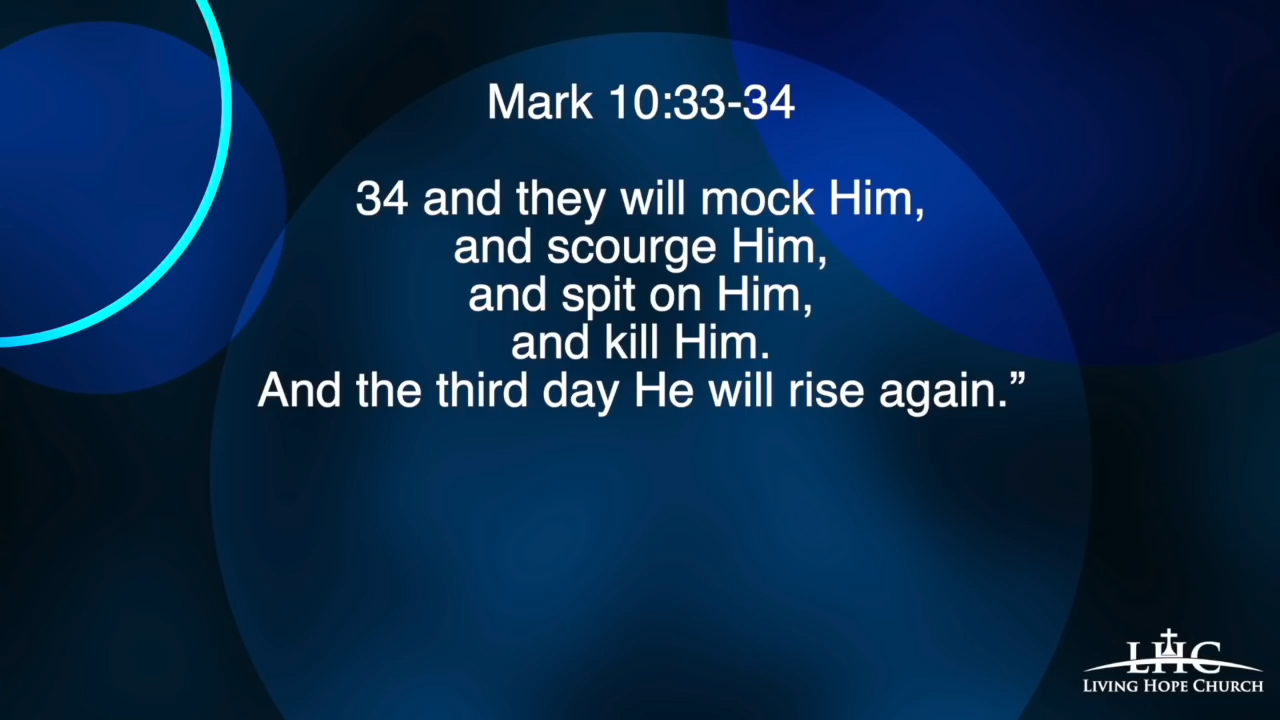 Mark 10:33-34
34 and they will mock Him,
and scourge Him,
and spit on Him,
and kill Him.
And the third day He will rise again.”
LHC
LIVING HOPE CHURCH